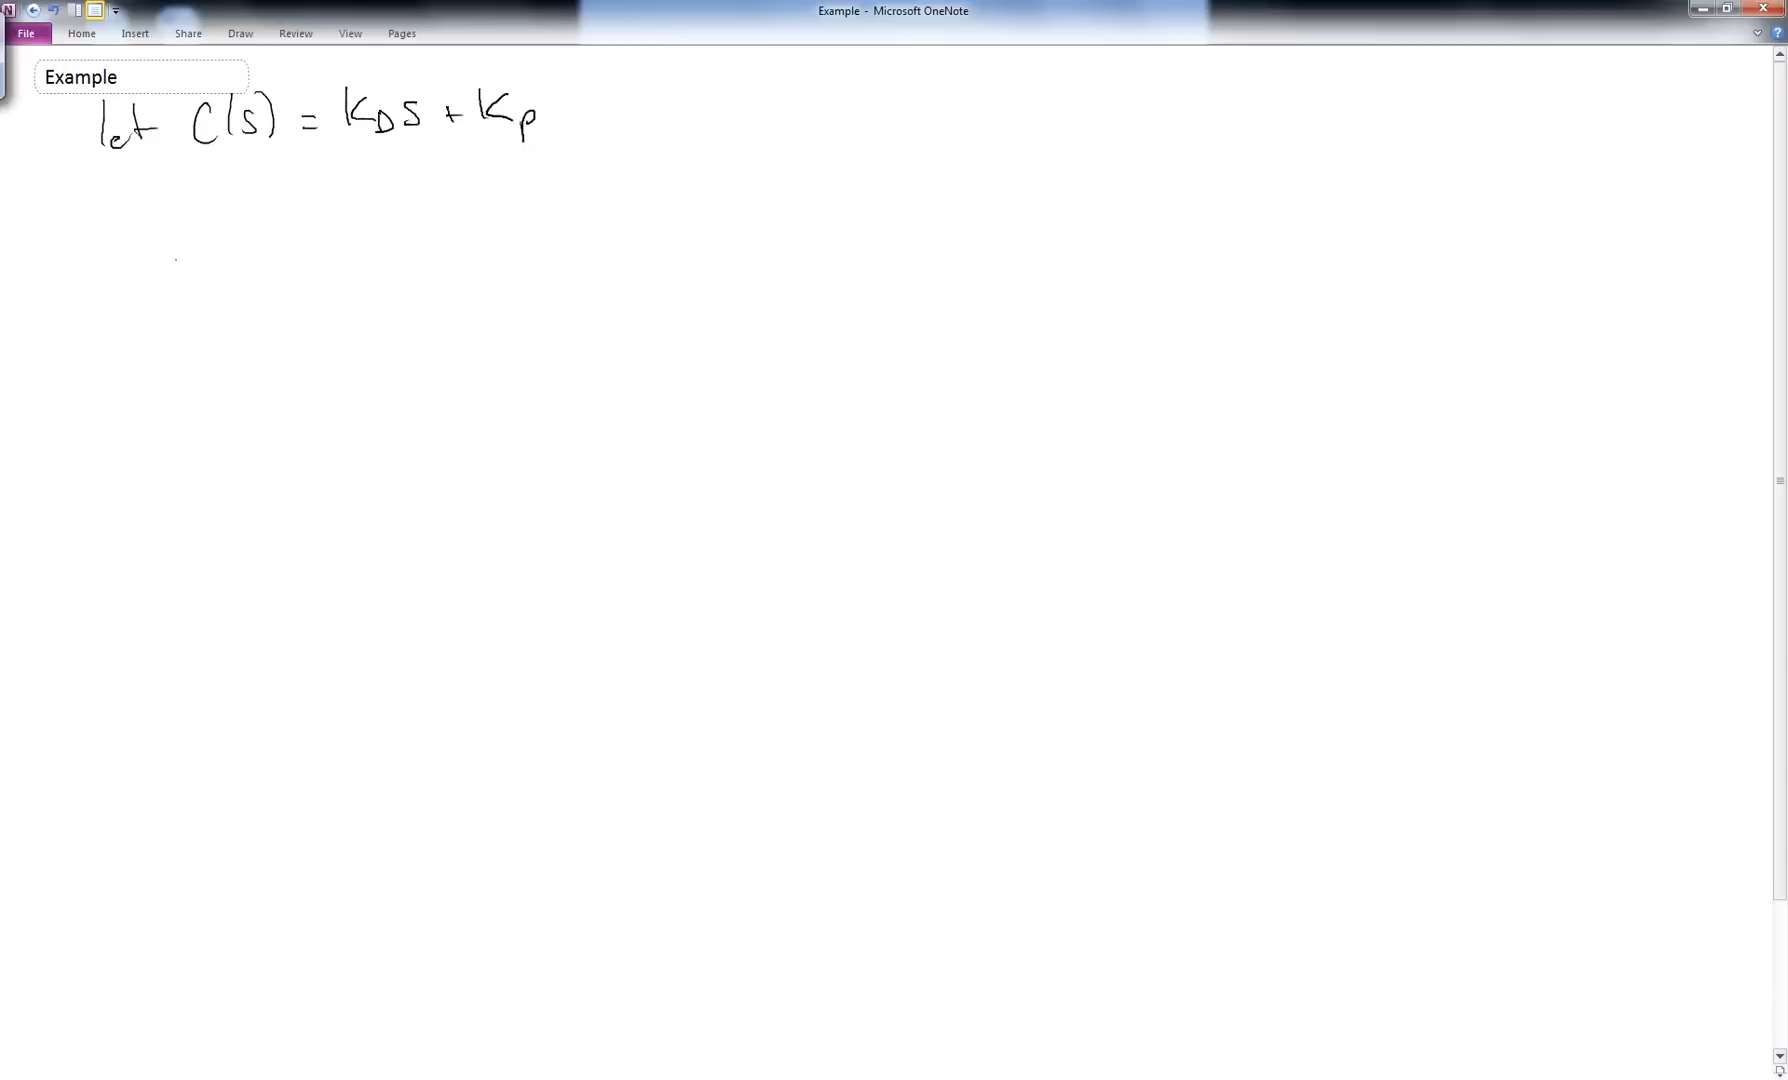 Example - Microsoft OneNote
File Home Insert Share Draw Review View Pages
Example
let C(s) = K_D s + K_P